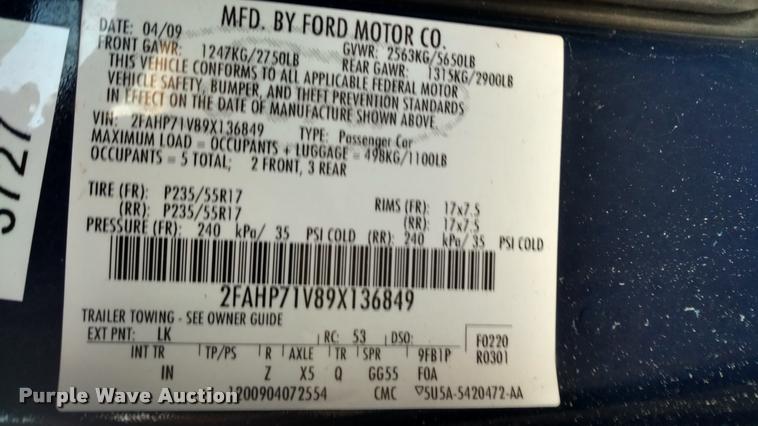 MFD. BY FORD MOTOR CO.
DATE: 04/09 GVWR: 2563KG/5650LB
FRONT GAWR: 1247KG/2750LB REAR GAWR: 1315KG/2900LB
THIS VEHICLE CONFORMS TO ALL APPLICABLE FEDERAL MOTOR
VEHICLE SAFETY, BUMPER, AND THEFT PREVENTION STANDARDS
IN EFFECT ON THE DATE OF MANUFACTURE SHOWN ABOVE
VIN: 2FAHP71V89X136849 TYPE: Passenger Car
MAXIMUM LOAD = OCCUPANTS + LUGGAGE = 498KG/1100LB
OCCUPANTS = 5 TOTAL; 2 FRONT, 3 REAR
TIRE (FR): P235/55R17 RIMS (FR): 17x7.5
(RR): P235/55R17 (RR): 17x7.5
PRESSURE (FR): 240 kPa/ 35 PSI COLD (RR): 240 kPa/ 35 PSI COLD
2FAHP71V89X136849
TRAILER TOWING - SEE OWNER GUIDE
EXT PNT: LK RC: 53 DSO: F0220
INT TR TP/PS R AXLE TR SPR 9FB1P R0301
IN Z X5 Q GG55 F0A
1200904072554 CMC 5U5A-5420472-AA
3727
Purple Wave Auction